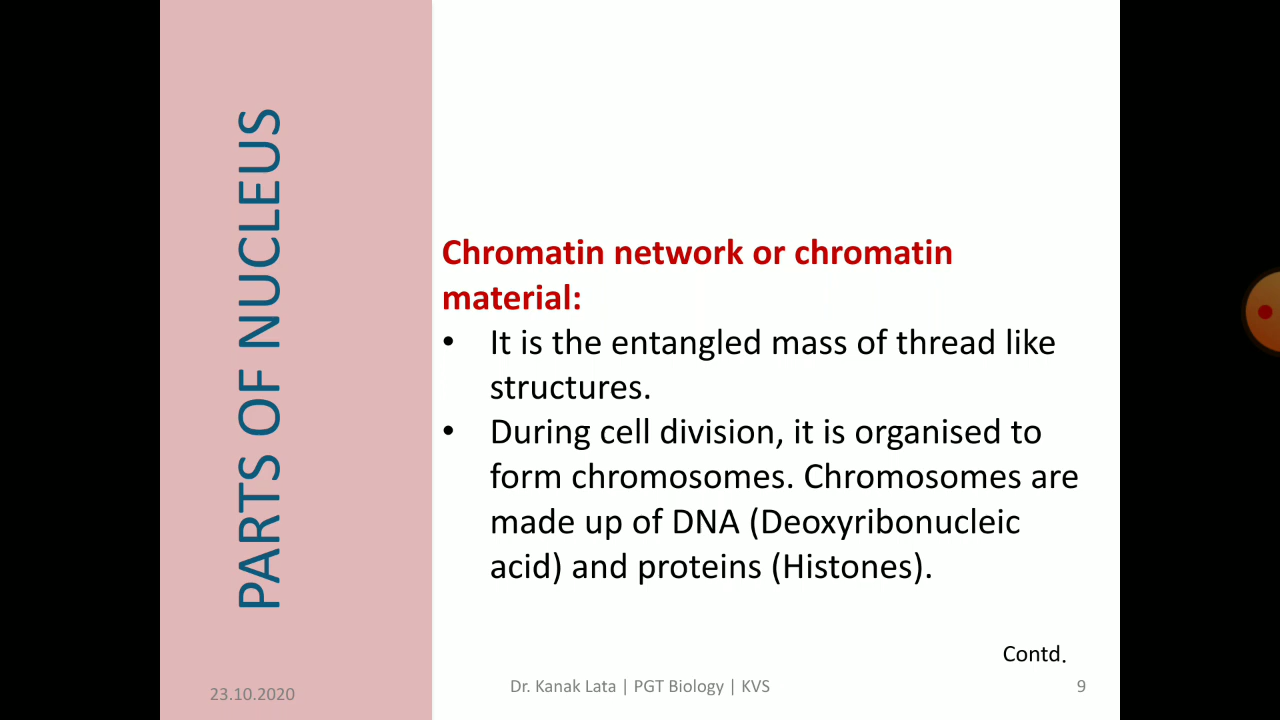 PARTS OF NUCLEUS
Chromatin network or chromatin
material:
• It is the entangled mass of thread like
structures.
• During cell division, it is organised to
form chromosomes. Chromosomes are
made up of DNA (Deoxyribonucleic
acid) and proteins (Histones).
Contd.
23.10.2020
Dr. Kanak Lata | PGT Biology | KVS
9